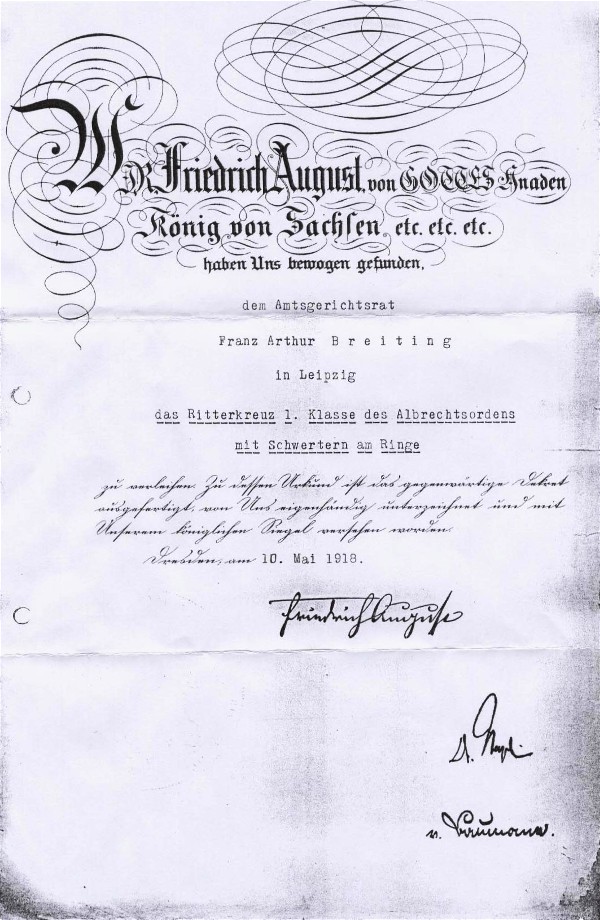 WIR Friedrich August, von GOTTES Gnaden
König von Sachsen, etc. etc. etc.
haben Uns bewogen gefunden,
dem Amtsgerichtsrat
Franz Arthur Breiting
in Leipzig
das Ritterkreuz 1. Klasse des Albrechtsordens
mit Schwertern am Ringe
zu verleihen. Zu dessen Urkund ist das gegenwärtige Dekret
ausgefertigt, von Uns eigenhändig unterzeichnet und mit
Unserem königlichen Siegel versehen worden.
Dresden, am 10. Mai 1918.
Friedrich August
v. Baumann.